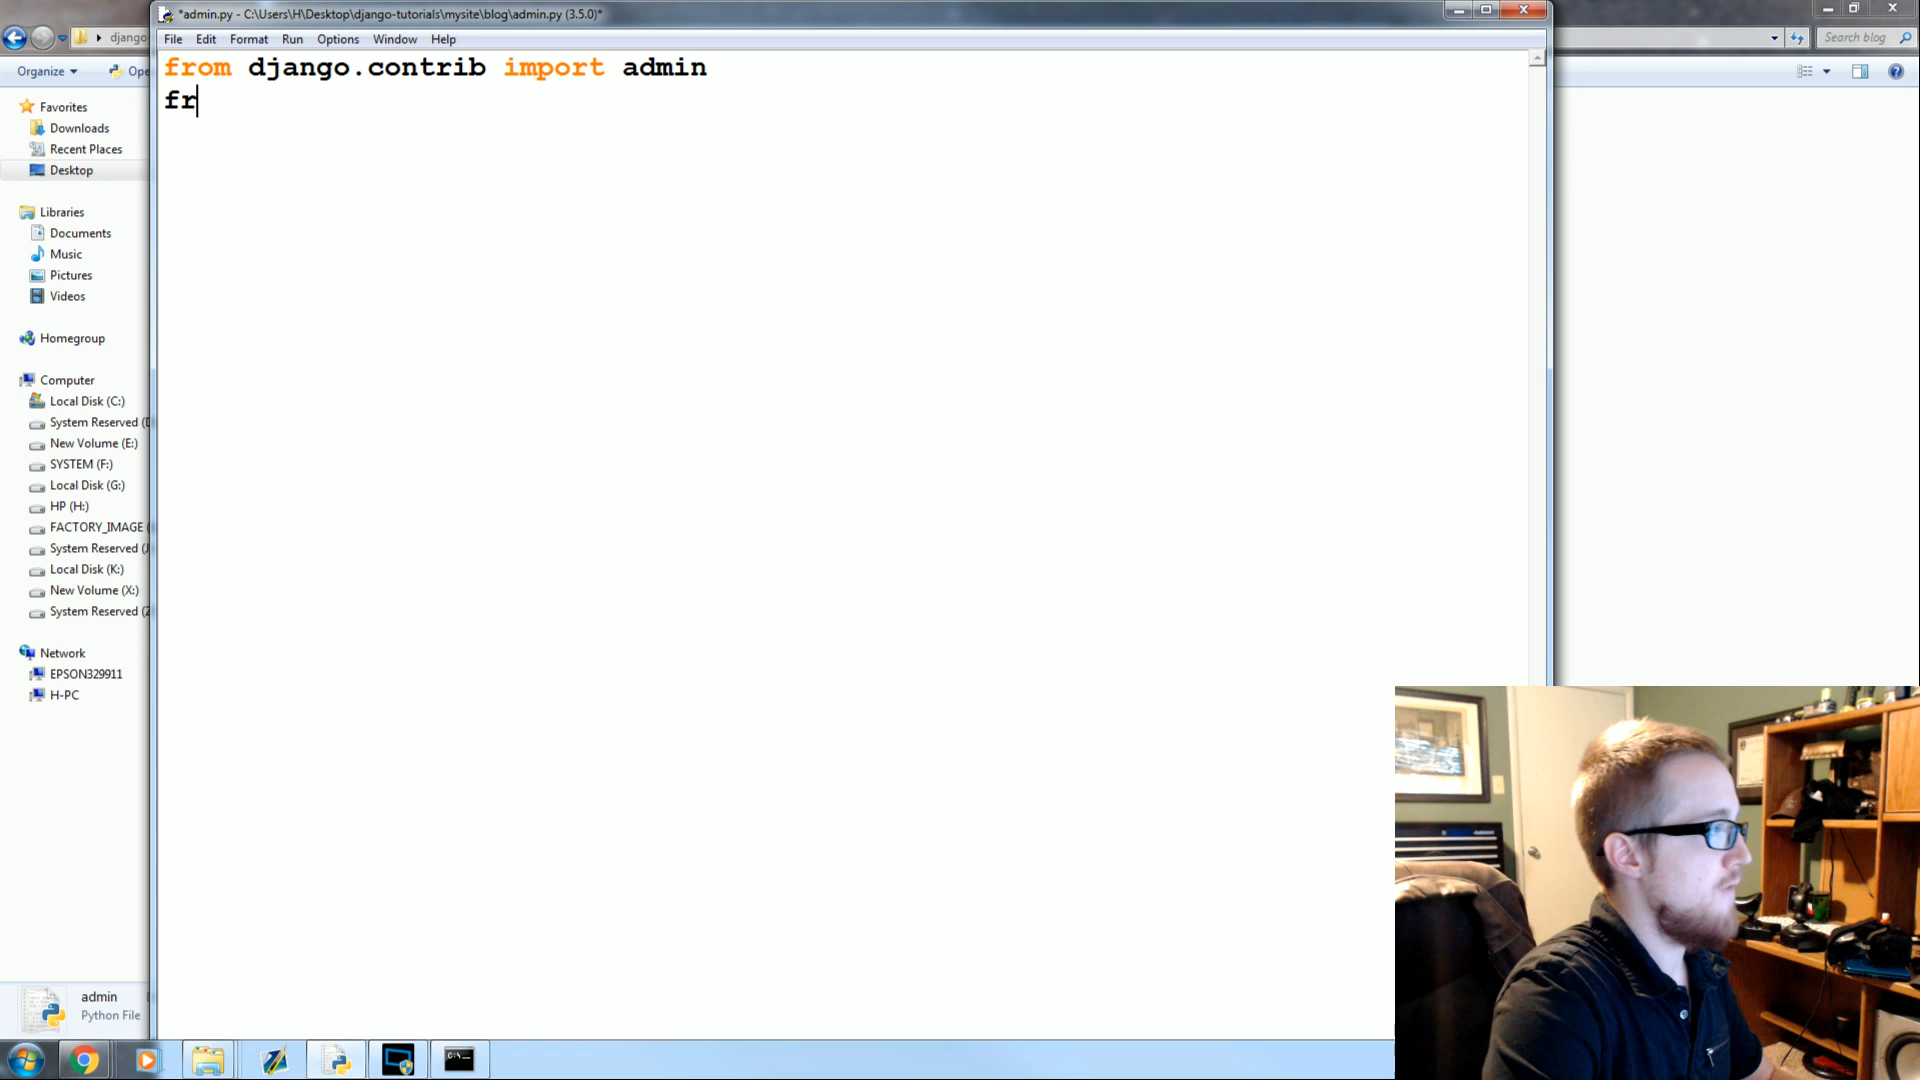 *admin.py - C:\Users\H\Desktop\django-tutorials\mysite\blog\admin.py (3.5.0)*
django
Search blog
File Edit Format Run Options Window Help
Organize
from django.contrib import admin
fr
Favorites
Downloads
Recent Places
Desktop
Libraries
Documents
Music
Pictures
Videos
Homegroup
Computer
Local Disk (C:)
System Reserved (
New Volume (E:)
SYSTEM (F:)
Local Disk (G:)
HP (H:)
FACTORY_IMAGE (
System Reserved (
Local Disk (K:)
New Volume (X:)
System Reserved (
Network
EPSON329911
H-PC
admin
Python File